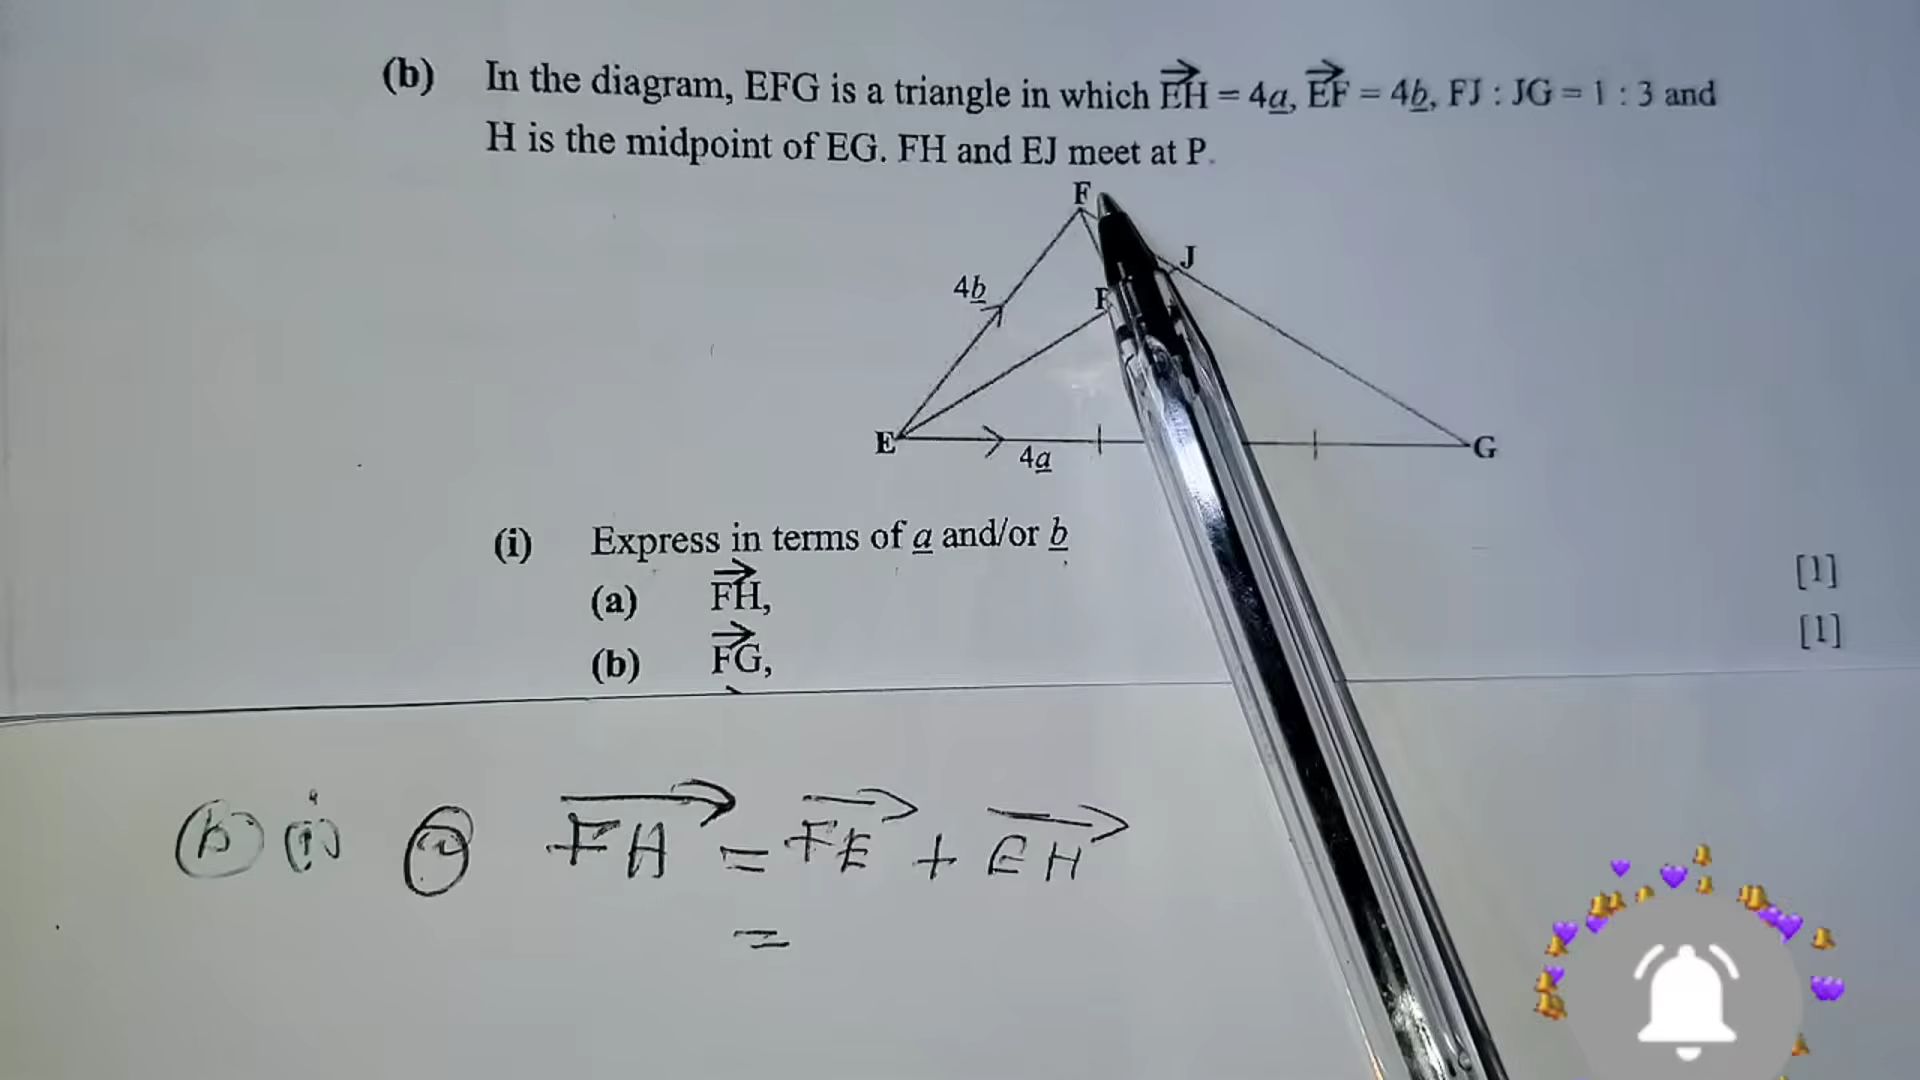 (b) In the diagram, EFG is a triangle in which EH = 4a, EF = 4b, FJ : JG = 1 : 3 and
H is the midpoint of EG. FH and EJ meet at P.
F
J
4b
E
4a
G
(i) Express in terms of a and/or b
(a) FH, [1]
(b) FG, [1]
(b) (i) (a) FH = FE + EH
=